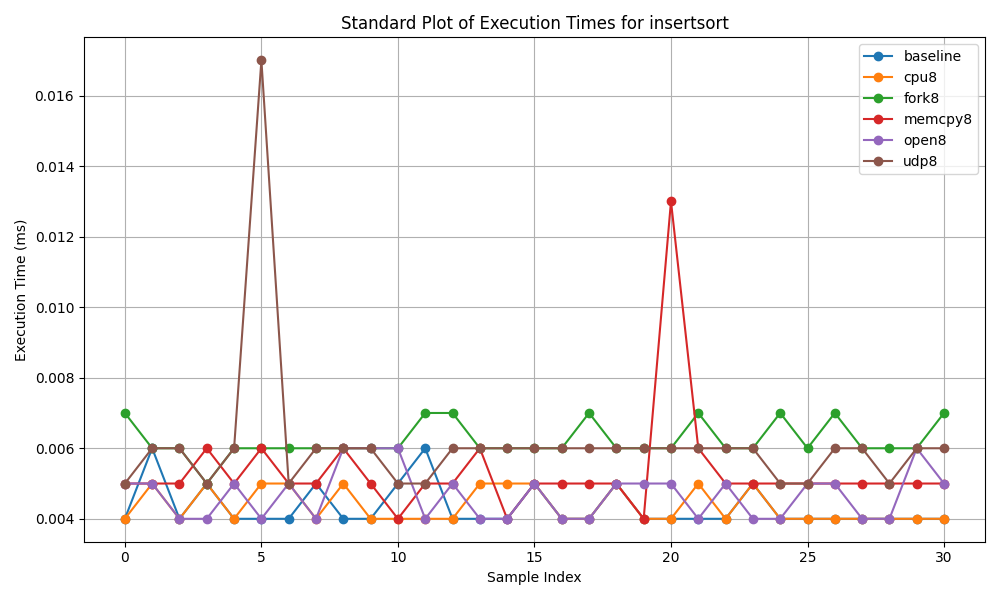 Standard Plot of Execution Times for insertsort
baseline
cpu8
fork8
memcpy8
open8
udp8
Execution Time (ms)
0.016
0.014
0.012
0.010
0.008
0.006
0.004
0 5 10 15 20 25 30
Sample Index